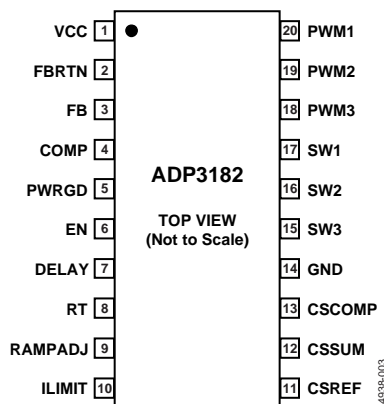 VCC 1 20 PWM1
FBRTN 2 19 PWM2
FB 3 18 PWM3
COMP 4 17 SW1
ADP3182
PWRGD 5 16 SW2
TOP VIEW
EN 6 15 SW3
(Not to Scale)
DELAY 7 14 GND
RT 8 13 CSCOMP
RAMPADJ 9 12 CSSUM
ILIMIT 10 11 CSREF
4938-003